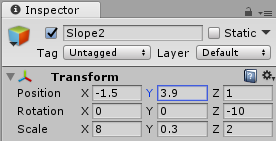 Inspector
Slope2 Static
Tag Untagged Layer Default
Transform
Position X -1.5 Y 3.9 Z 1
Rotation X 0 Y 0 Z -10
Scale X 8 Y 0.3 Z 2